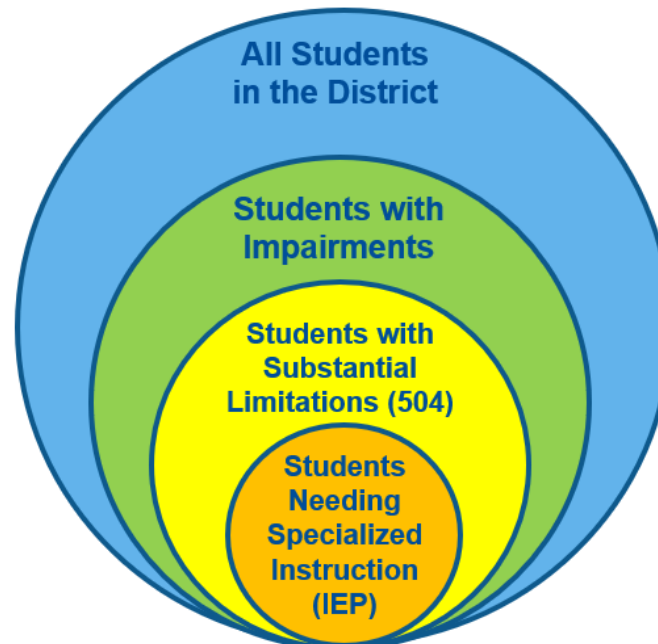 All Students
in the District
Students with
Impairments
Students with
Substantial
Limitations (504)
Students
Needing
Specialized
Instruction
(IEP)